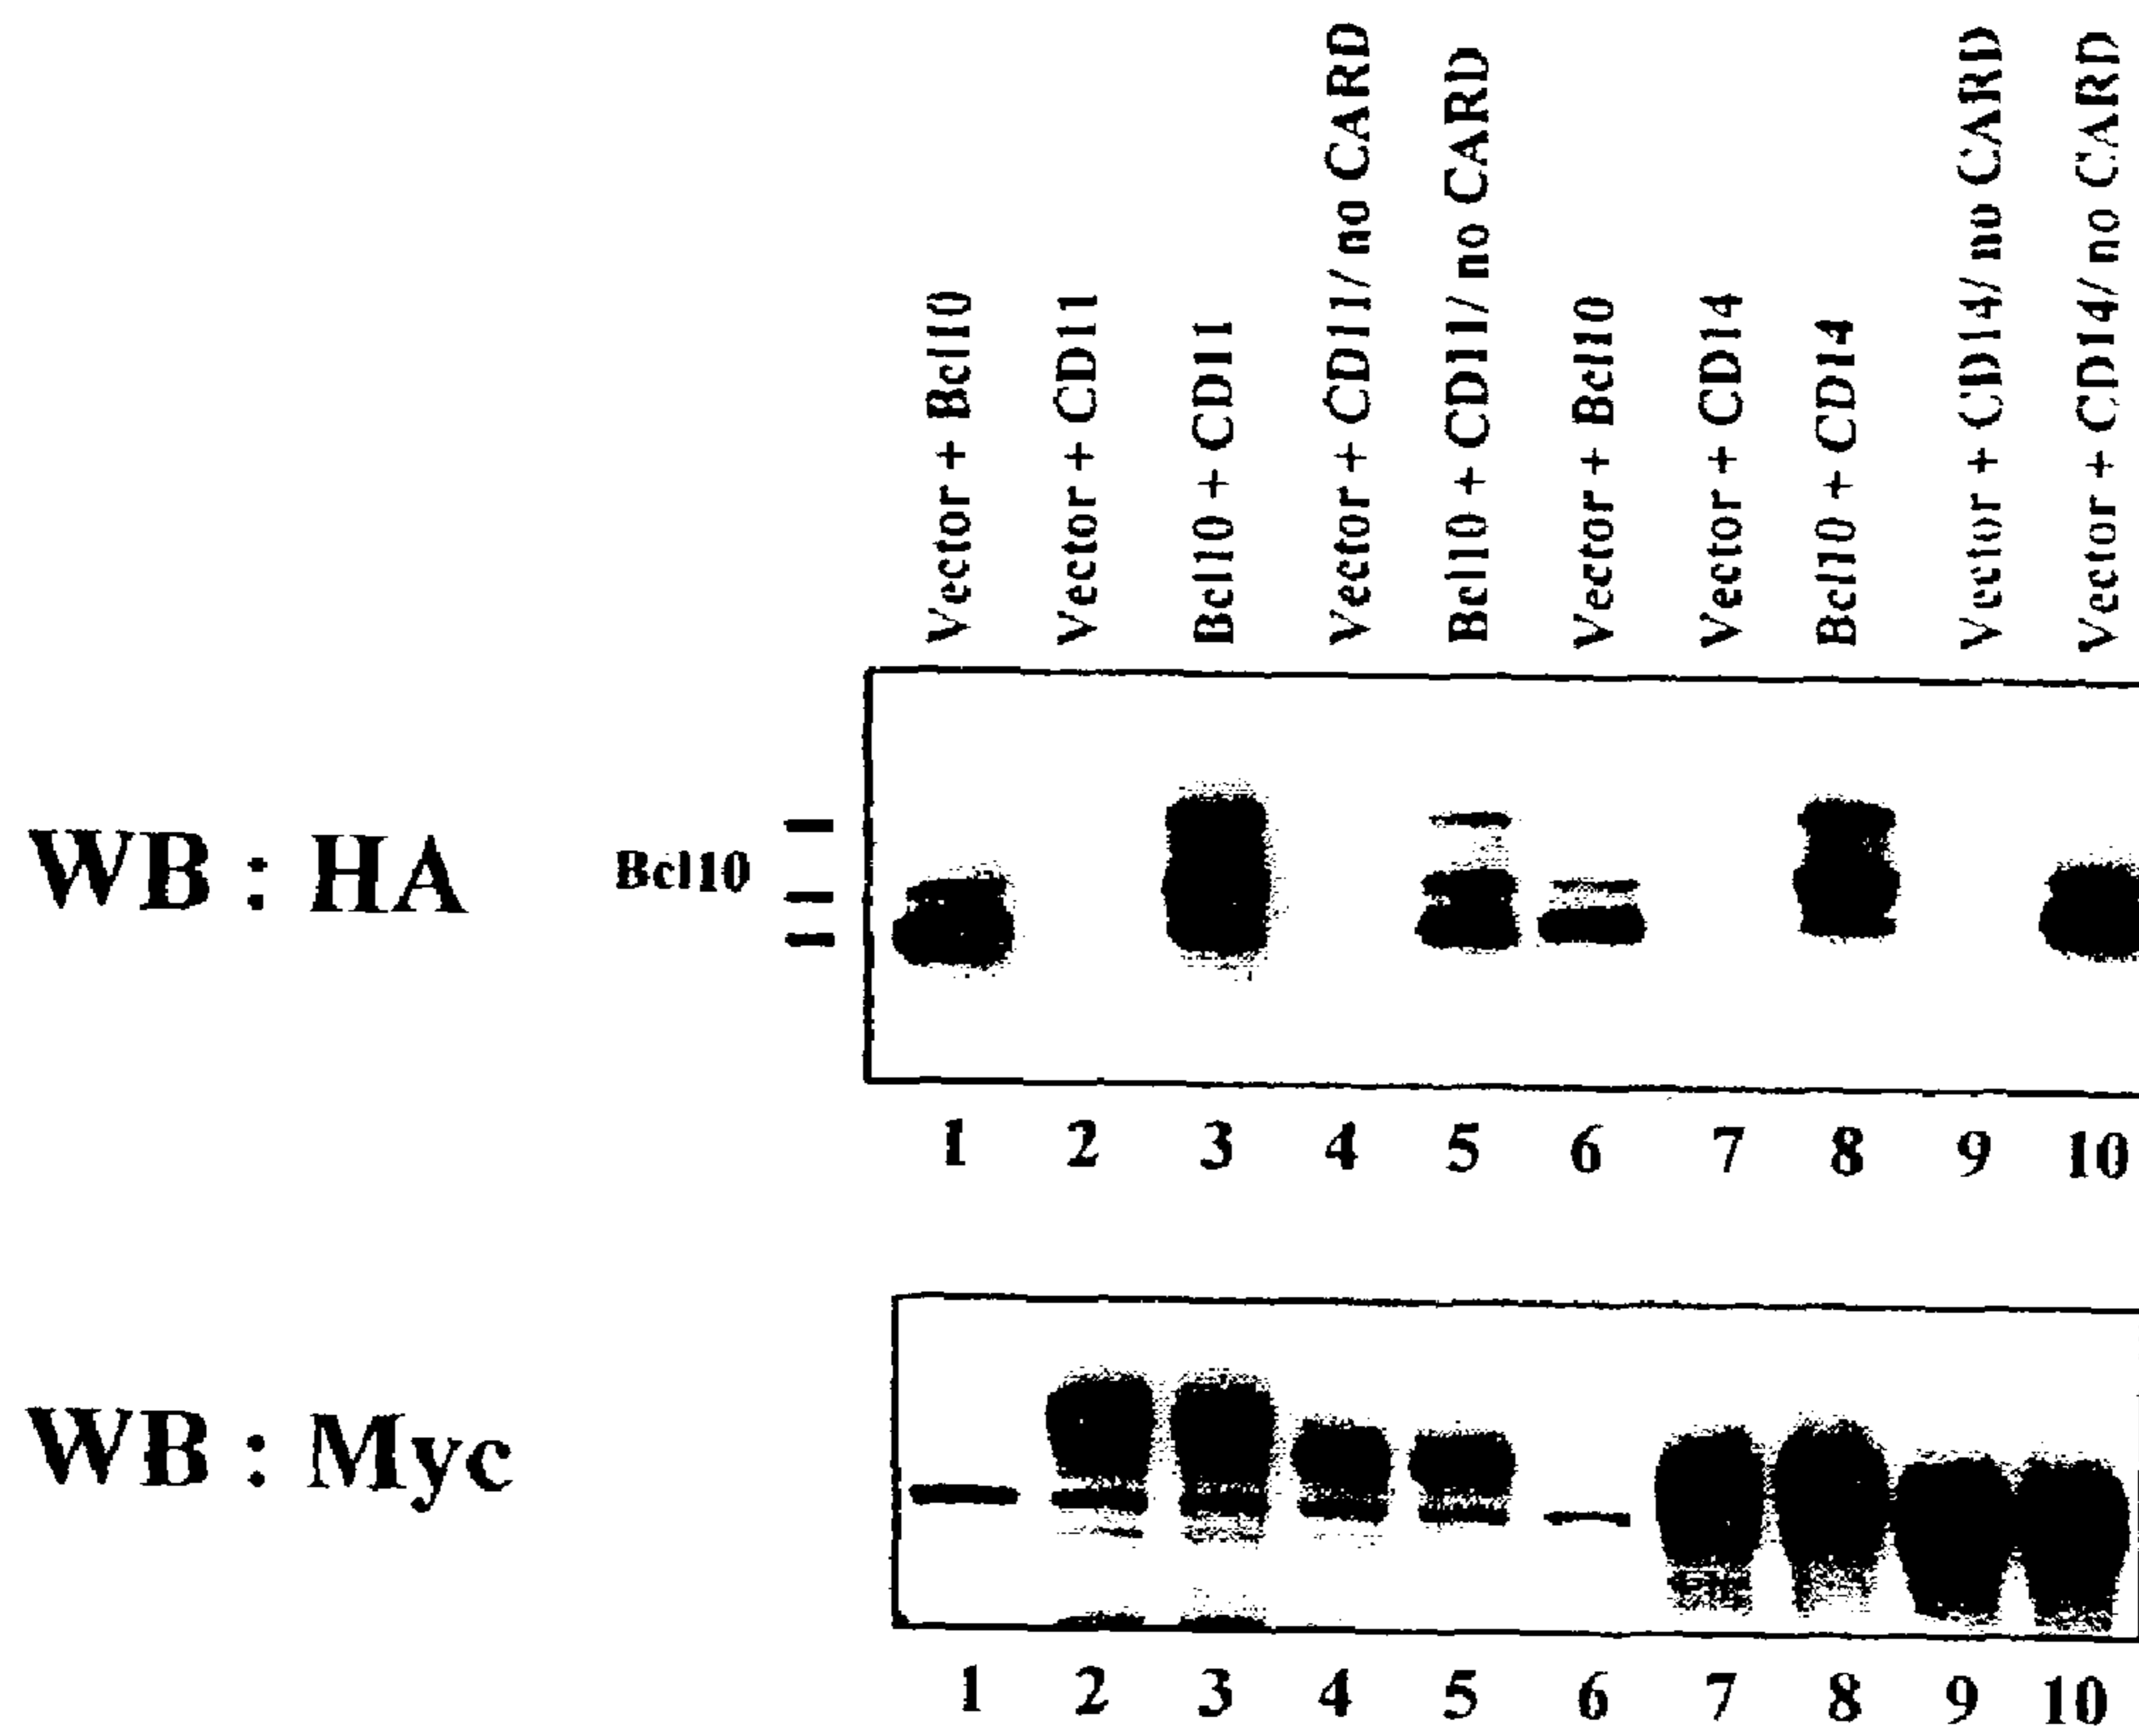 Vector + Bcl10
Vector + CD11
Bcl10 + CD11
Vector + CD11/ no CARD
Bcl10 + CD11/ no CARD
Vector + Bcl10
Vector + CD14
Bcl10 + CD14
Vector + CD14/ no CARD
Vector + CD14/ no CARD
WB : HA
Bcl10
1 2 3 4 5 6 7 8 9 10
WB : Myc
1 2 3 4 5 6 7 8 9 10